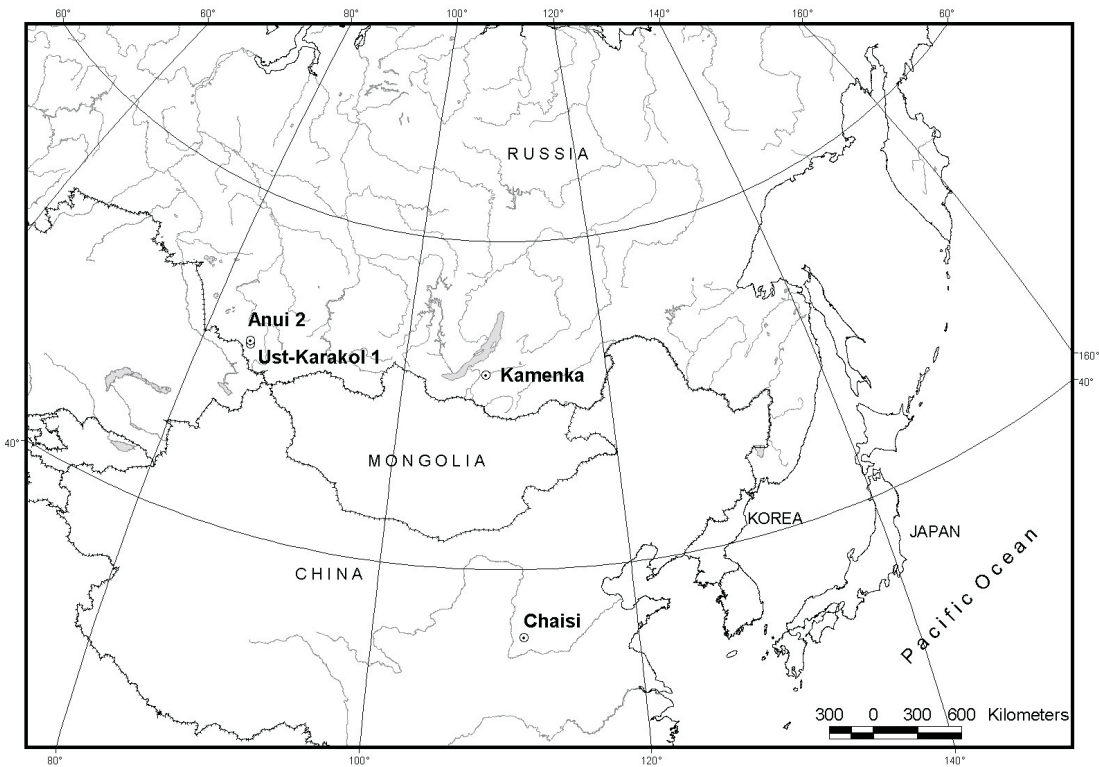 60° 60° 80° 100° 120° 140° 160° 60°
RUSSIA
Anui 2
Ust-Karakol 1
Kamenka
160°
40°
40°
MONGOLIA
KOREA
JAPAN
CHINA
Pacific Ocean
Chaisi
300 0 300 600 Kilometers
80° 100° 120° 140°